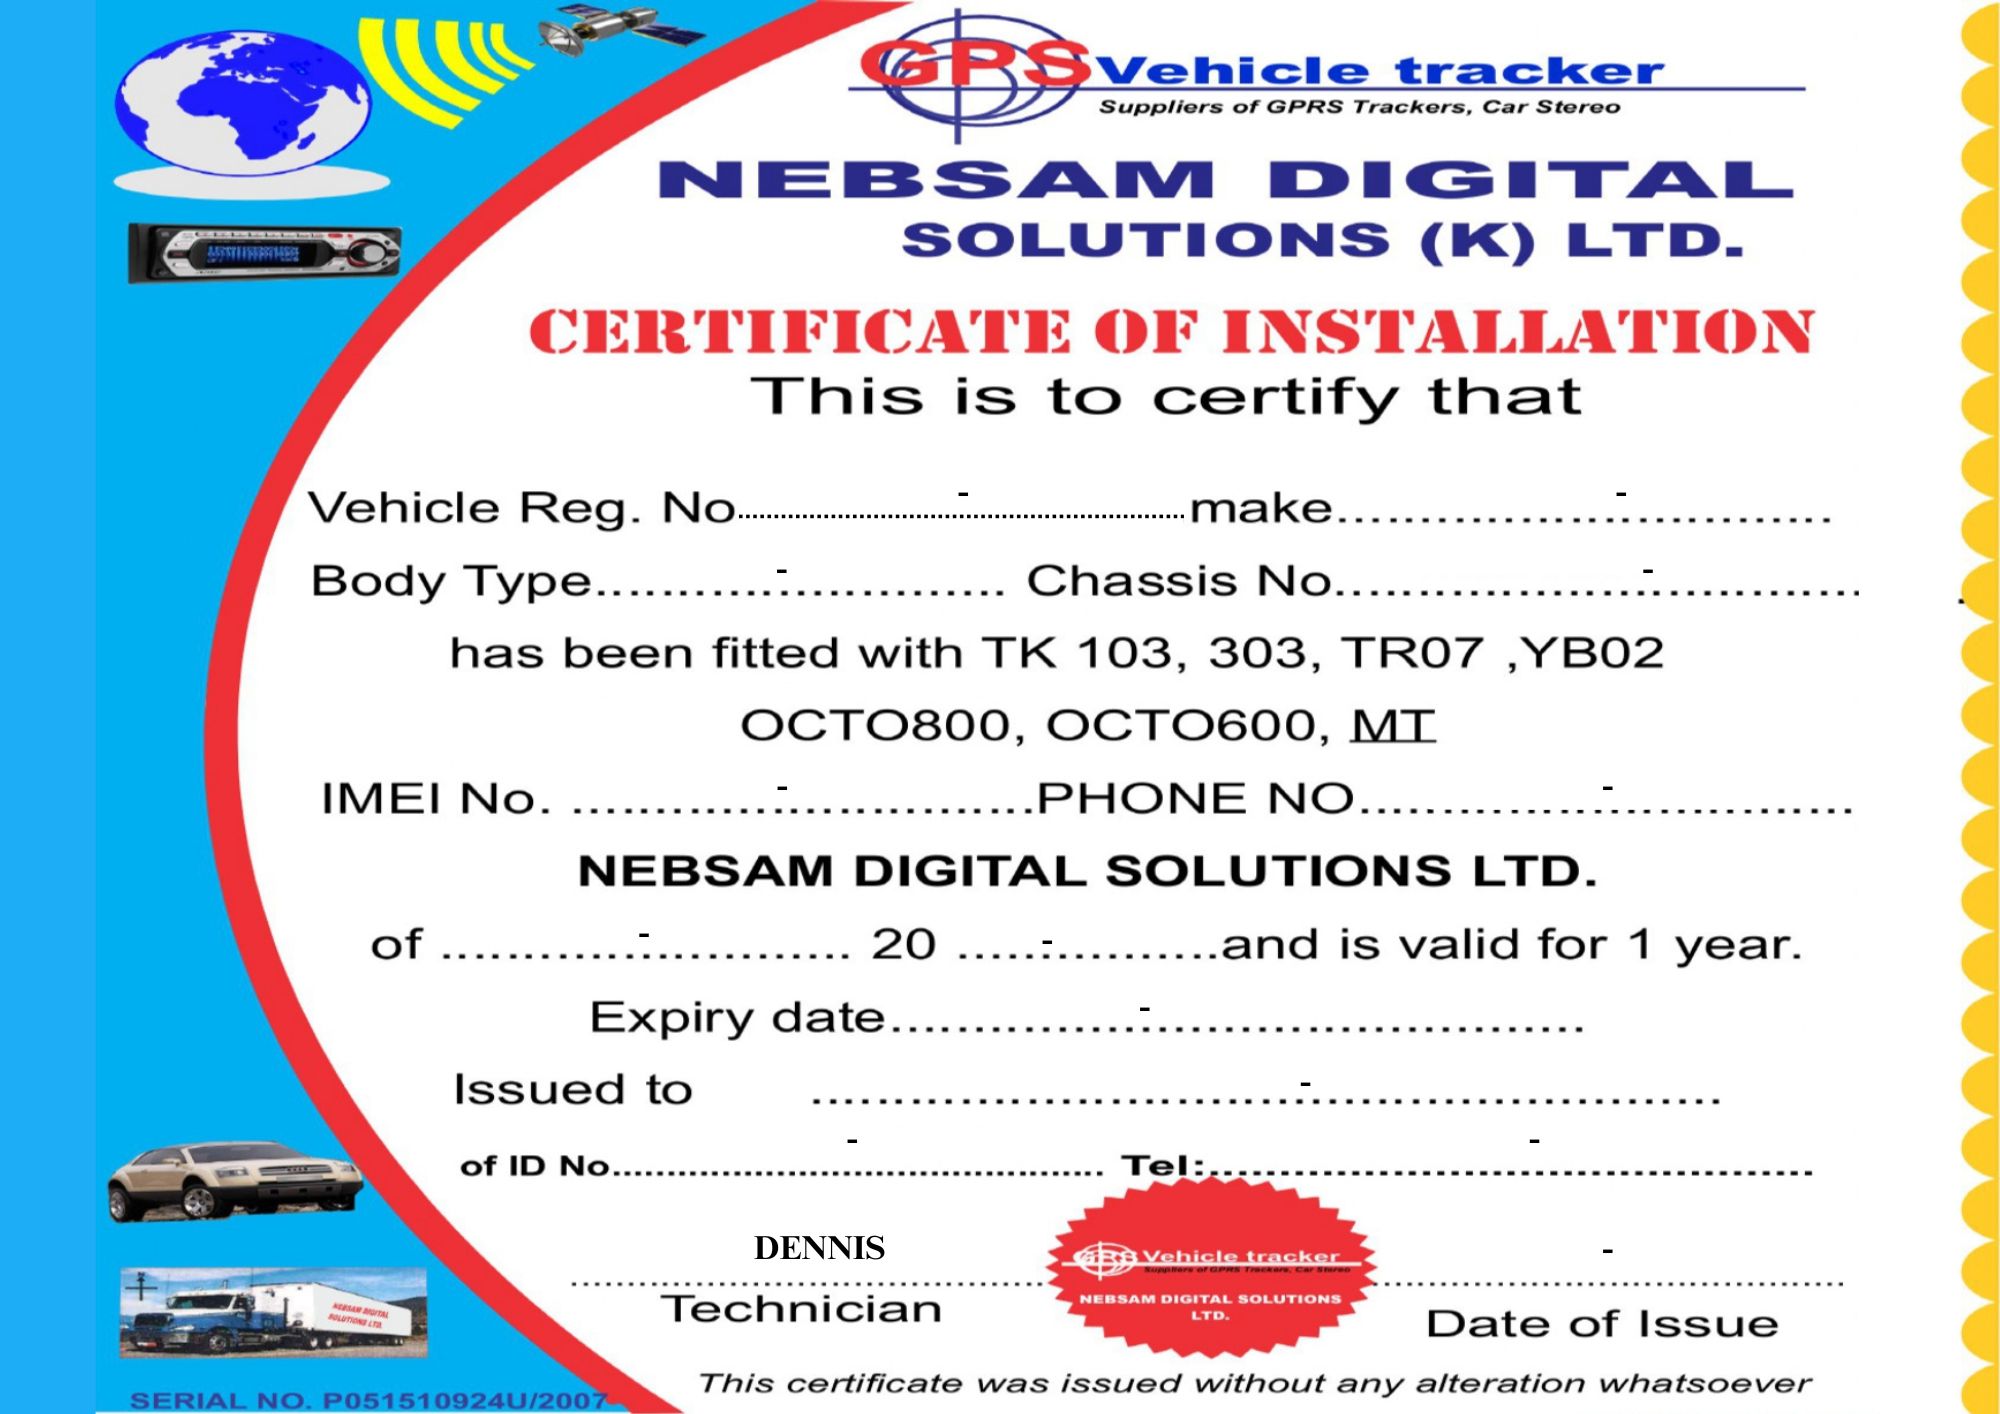 GPS Vehicle tracker
Suppliers of GPRS Trackers, Car Stereo
NEBSAM DIGITAL
SOLUTIONS (K) LTD.
CERTIFICATE OF INSTALLATION
This is to certify that
Vehicle Reg. No..........-..........make..........-..........
Body Type..........-.......... Chassis No..........-..........
has been fitted with TK 103, 303, TR07 ,YB02
OCTO800, OCTO600, MT
IMEI No. ..........-..........PHONE NO..........-..........
NEBSAM DIGITAL SOLUTIONS LTD.
of ..........-.......... 20 .....-..........and is valid for 1 year.
Expiry date..........-..........
Issued to ..........-..........
of ID No..........-.......... Tel:..........-..........
DENNIS
-
Technician
Date of Issue
GPS Vehicle tracker
Suppliers of GPRS Trackers, Car Stereo
NEBSAM DIGITAL SOLUTIONS
LTD.
NEBSAM DIGITAL
SOLUTIONS LTD.
This certificate was issued without any alteration whatsoever
SERIAL NO. P051510924U/2007